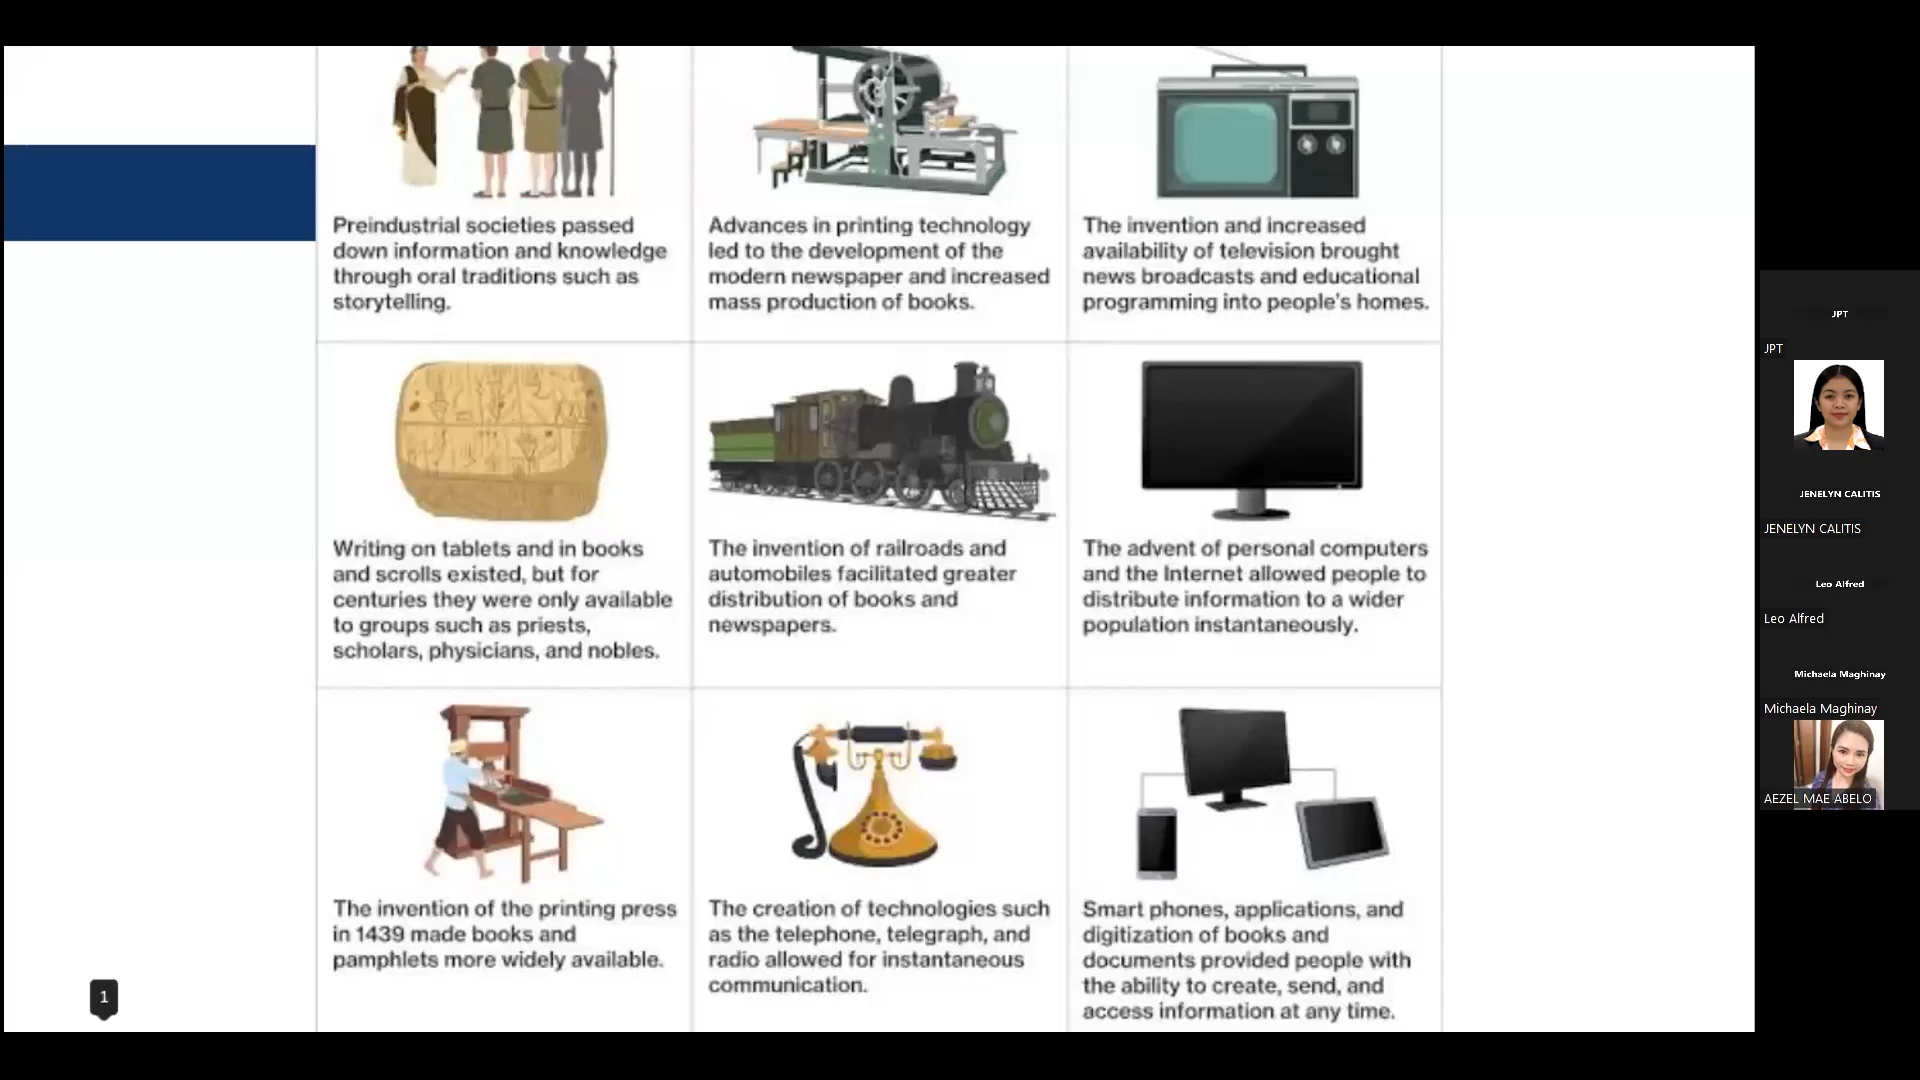 Preindustrial societies passed
down information and knowledge
through oral traditions such as
storytelling.
Advances in printing technology
led to the development of the
modern newspaper and increased
mass production of books.
The invention and increased
availability of television brought
news broadcasts and educational
programming into people's homes.
Writing on tablets and in books
and scrolls existed, but for
centuries they were only available
to groups such as priests,
scholars, physicians, and nobles.
The invention of railroads and
automobiles facilitated greater
distribution of books and
newspapers.
The advent of personal computers
and the Internet allowed people to
distribute information to a wider
population instantaneously.
The invention of the printing press
in 1439 made books and
pamphlets more widely available.
The creation of technologies such
as the telephone, telegraph, and
radio allowed for instantaneous
communication.
Smart phones, applications, and
digitization of books and
documents provided people with
the ability to create, send, and
access information at any time.
1
JPT
JPT
JENELYN CALITIS
JENELYN CALITIS
Leo Alfred
Leo Alfred
Michaela Maghinay
Michaela Maghinay
AEZEL MAE ABELO